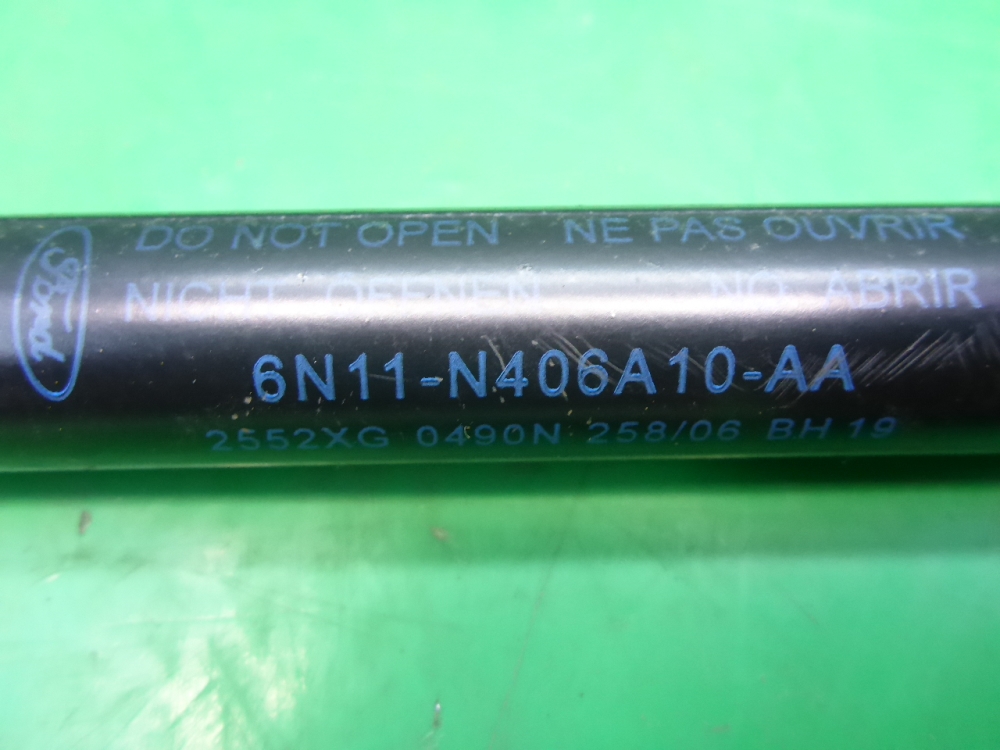 Ford
DO NOT OPEN NE PAS OUVRIR
NICHT OFFNEN NO ABRIR
6N11-N406A10-AA
2552XG 0490N 258/06 BH 19